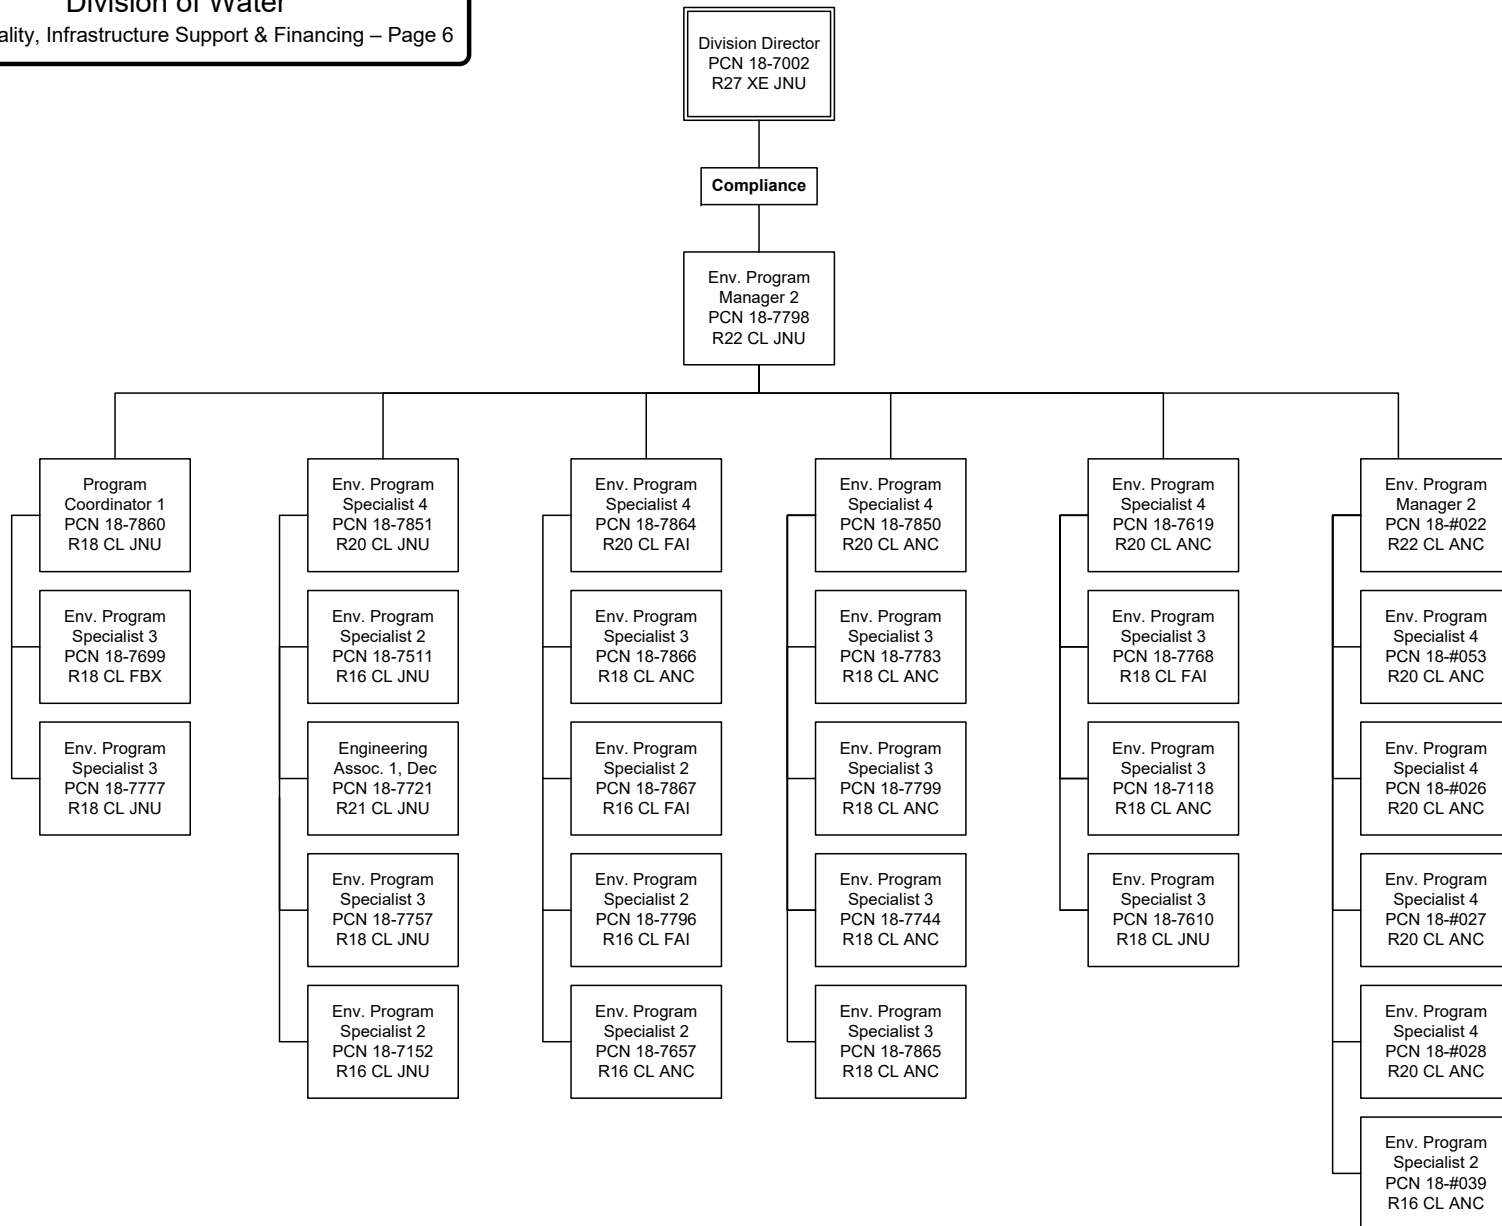 Division of Water
ality, Infrastructure Support & Financing – Page 6
Division Director
PCN 18-7002
R27 XE JNU
Compliance
Env. Program
Manager 2
PCN 18-7798
R22 CL JNU
Program
Coordinator 1
PCN 18-7860
R18 CL JNU
Env. Program
Specialist 3
PCN 18-7699
R18 CL FBX
Env. Program
Specialist 3
PCN 18-7777
R18 CL JNU
Env. Program
Specialist 4
PCN 18-7851
R20 CL JNU
Env. Program
Specialist 2
PCN 18-7511
R16 CL JNU
Engineering
Assoc. 1, Dec
PCN 18-7721
R21 CL JNU
Env. Program
Specialist 3
PCN 18-7757
R18 CL JNU
Env. Program
Specialist 2
PCN 18-7152
R16 CL JNU
Env. Program
Specialist 4
PCN 18-7864
R20 CL FAI
Env. Program
Specialist 3
PCN 18-7866
R18 CL ANC
Env. Program
Specialist 2
PCN 18-7867
R16 CL FAI
Env. Program
Specialist 2
PCN 18-7796
R16 CL FAI
Env. Program
Specialist 2
PCN 18-7657
R16 CL ANC
Env. Program
Specialist 4
PCN 18-7850
R20 CL ANC
Env. Program
Specialist 3
PCN 18-7783
R18 CL ANC
Env. Program
Specialist 3
PCN 18-7799
R18 CL ANC
Env. Program
Specialist 3
PCN 18-7744
R18 CL ANC
Env. Program
Specialist 3
PCN 18-7865
R18 CL ANC
Env. Program
Specialist 4
PCN 18-7619
R20 CL ANC
Env. Program
Specialist 3
PCN 18-7768
R18 CL FAI
Env. Program
Specialist 3
PCN 18-7118
R18 CL ANC
Env. Program
Specialist 3
PCN 18-7610
R18 CL JNU
Env. Program
Manager 2
PCN 18-#022
R22 CL ANC
Env. Program
Specialist 4
PCN 18-#053
R20 CL ANC
Env. Program
Specialist 4
PCN 18-#026
R20 CL ANC
Env. Program
Specialist 4
PCN 18-#027
R20 CL ANC
Env. Program
Specialist 4
PCN 18-#028
R20 CL ANC
Env. Program
Specialist 2
PCN 18-#039
R16 CL ANC